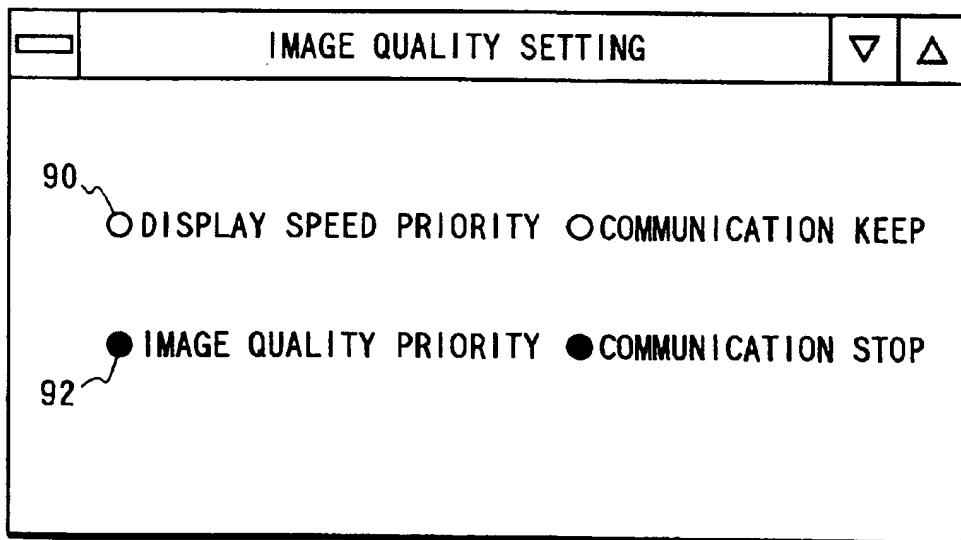 IMAGE QUALITY SETTING
90
DISPLAY SPEED PRIORITY COMMUNICATION KEEP
IMAGE QUALITY PRIORITY COMMUNICATION STOP
92